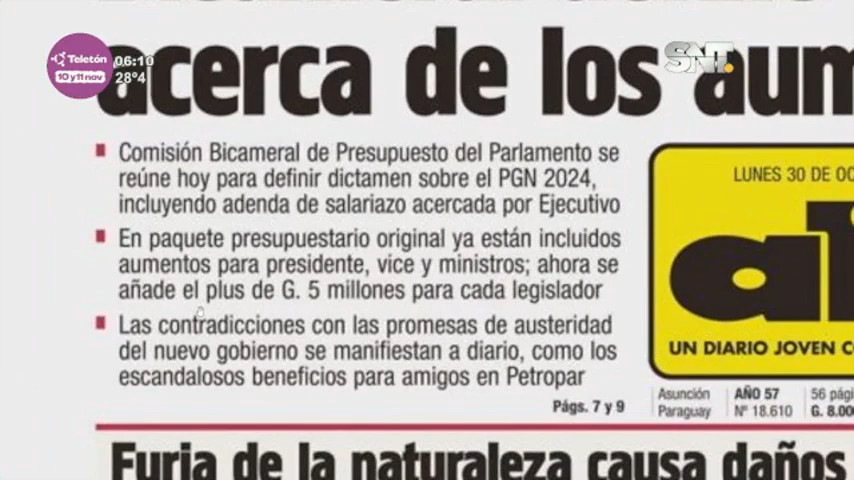 Teletón
10 y 11 nov
06:10
28°4
SNT
acerca de los aum
Comisión Bicameral de Presupuesto del Parlamento se
reúne hoy para definir dictamen sobre el PGN 2024,
incluyendo adenda de salariazo acercada por Ejecutivo
En paquete presupuestario original ya están incluidos
aumentos para presidente, vice y ministros; ahora se
añade el plus de G. 5 millones para cada legislador
Las contradicciones con las promesas de austeridad
del nuevo gobierno se manifiestan a diario, como los
escandalosos beneficios para amigos en Petropar
Págs. 7 y 9
LUNES 30 DE OC
UN DIARIO JOVEN C
Asunción
Paraguay
AÑO 57
Nº 18.610
56 pági
G. 8.00
Furia de la naturaleza causa daños